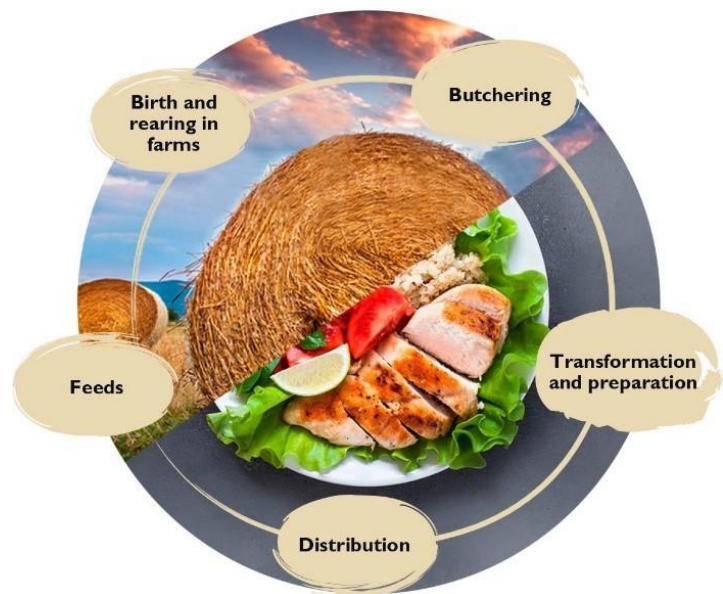 Birth and
rearing in
farms
Butchering
Feeds
Transformation
and preparation
Distribution